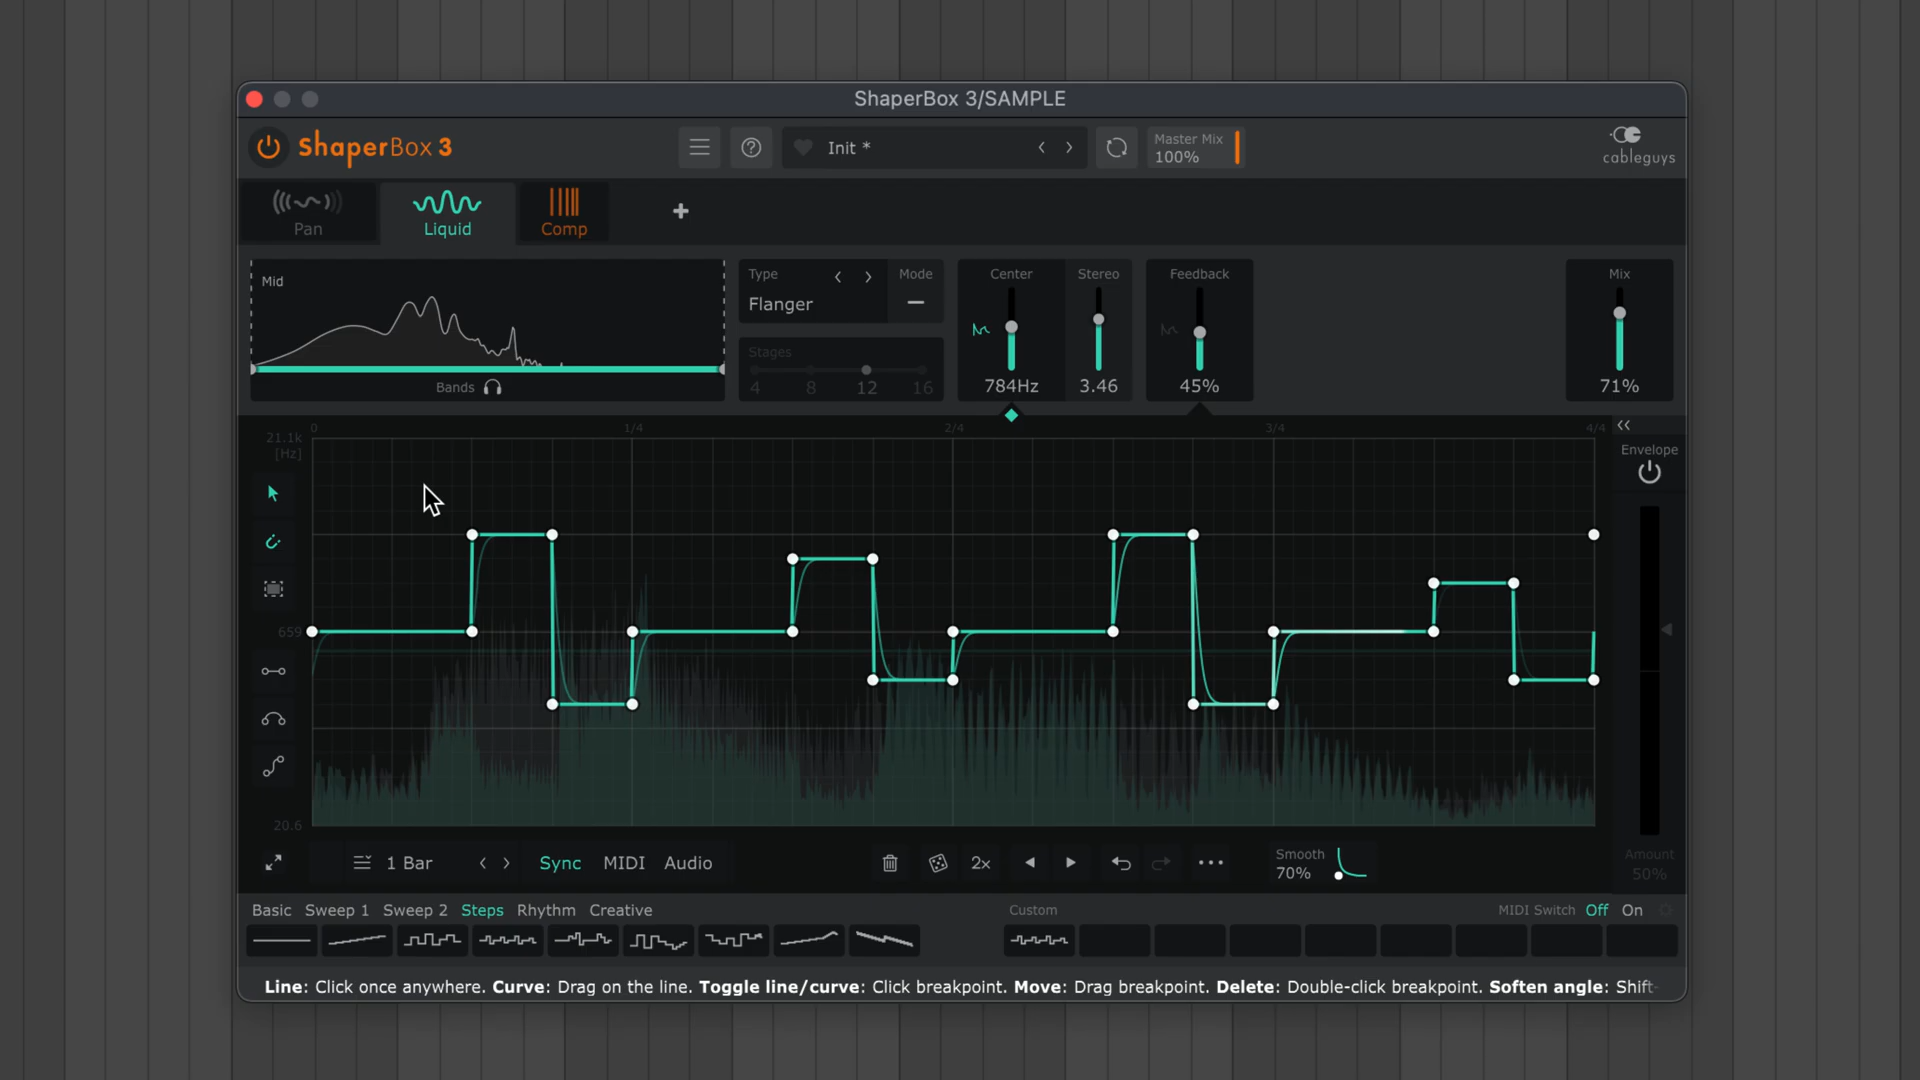 ShaperBox 3/SAMPLE
ShaperBox 3
Init *
Master Mix
100%
cableguys
Pan
Liquid
Comp
Mid
Bands
Type
Flanger
Mode
Stages
4 8 12 16
Center
784Hz
Stereo
3.46
Feedback
45%
Mix
71%
0 1/4 2/4 3/4 4/4
21.1k
[Hz]
659
20.6
Envelope
Amount
50%
1 Bar
Sync MIDI Audio
2x
Smooth
70%
Basic Sweep 1 Sweep 2 Steps Rhythm Creative
Custom
MIDI Switch Off On
Line: Click once anywhere. Curve: Drag on the line. Toggle line/curve: Click breakpoint. Move: Drag breakpoint. Delete: Double-click breakpoint. Soften angle: Shift-